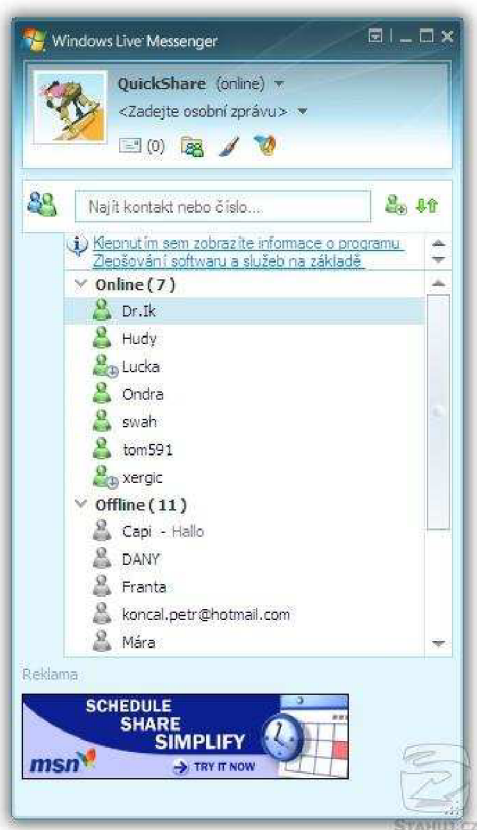 Windows Live Messenger
QuickShare (online)
<Zadejte osobní zprávu>
(0)
Najít kontakt nebo číslo...
Klepnutím sem zobrazíte informace o programu
Zlepšování softwaru a služeb na základě
Online (7)
Dr.Ik
Hudy
Lucka
Ondra
swah
tom591
xergic
Offline (11)
Capi - Hallo
DANY
Franta
koncal.petr@hotmail.com
Mára
Reklama
SCHEDULE
SHARE
SIMPLIFY
msn
TRY IT NOW
STAHUJ.CZ